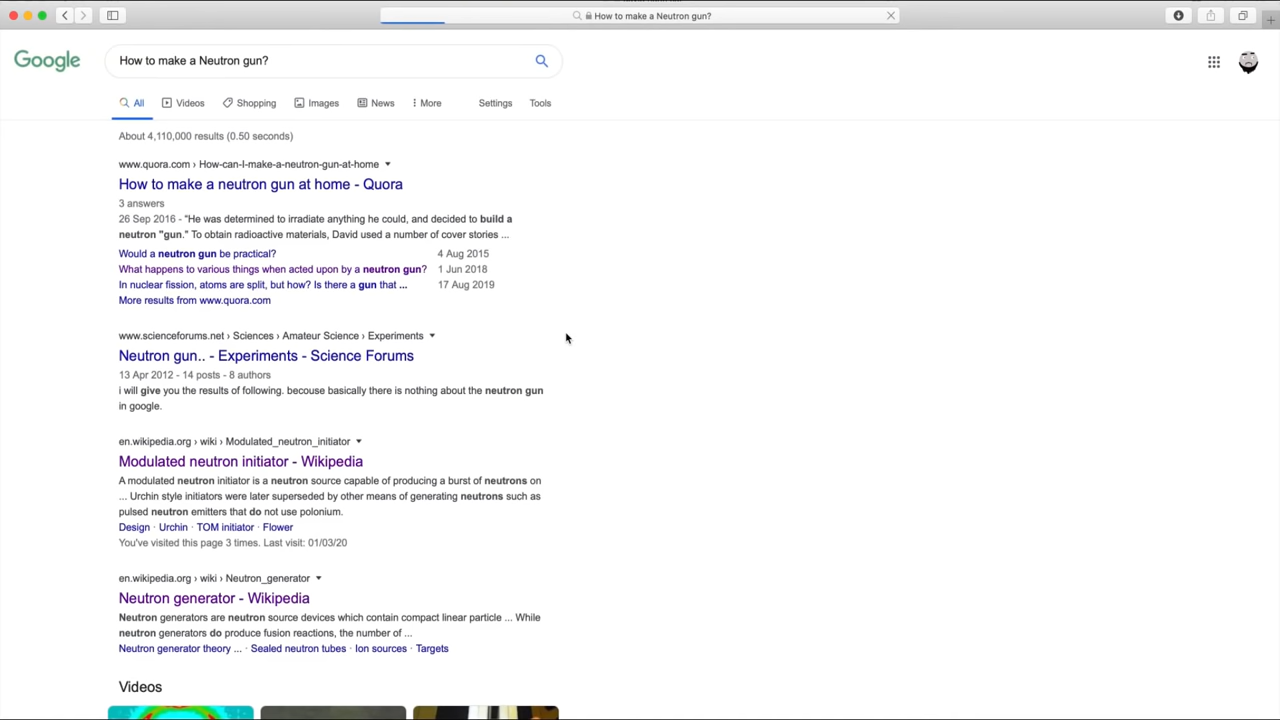 How to make a Neutron gun?
Google
How to make a Neutron gun?
All Videos Shopping Images News More Settings Tools
About 4,110,000 results (0.50 seconds)
www.quora.com › How-can-I-make-a-neutron-gun-at-home
How to make a neutron gun at home - Quora
3 answers
26 Sep 2016 - "He was determined to irradiate anything he could, and decided to build a
neutron "gun." To obtain radioactive materials, David used a number of cover stories ...
Would a neutron gun be practical? 4 Aug 2015
What happens to various things when acted upon by a neutron gun? 1 Jun 2018
In nuclear fission, atoms are split, but how? Is there a gun that ... 17 Aug 2019
More results from www.quora.com
www.scienceforums.net › Sciences › Amateur Science › Experiments
Neutron gun.. - Experiments - Science Forums
13 Apr 2012 - 14 posts - 8 authors
i will give you the results of following. becouse basically there is nothing about the neutron gun
in google.
en.wikipedia.org › wiki › Modulated_neutron_initiator
Modulated neutron initiator - Wikipedia
A modulated neutron initiator is a neutron source capable of producing a burst of neutrons on
... Urchin style initiators were later superseded by other means of generating neutrons such as
pulsed neutron emitters that do not use polonium.
Design · Urchin · TOM initiator · Flower
You've visited this page 3 times. Last visit: 01/03/20
en.wikipedia.org › wiki › Neutron_generator
Neutron generator - Wikipedia
Neutron generators are neutron source devices which contain compact linear particle ... While
neutron generators do produce fusion reactions, the number of ...
Neutron generator theory ... · Sealed neutron tubes · Ion sources · Targets
Videos